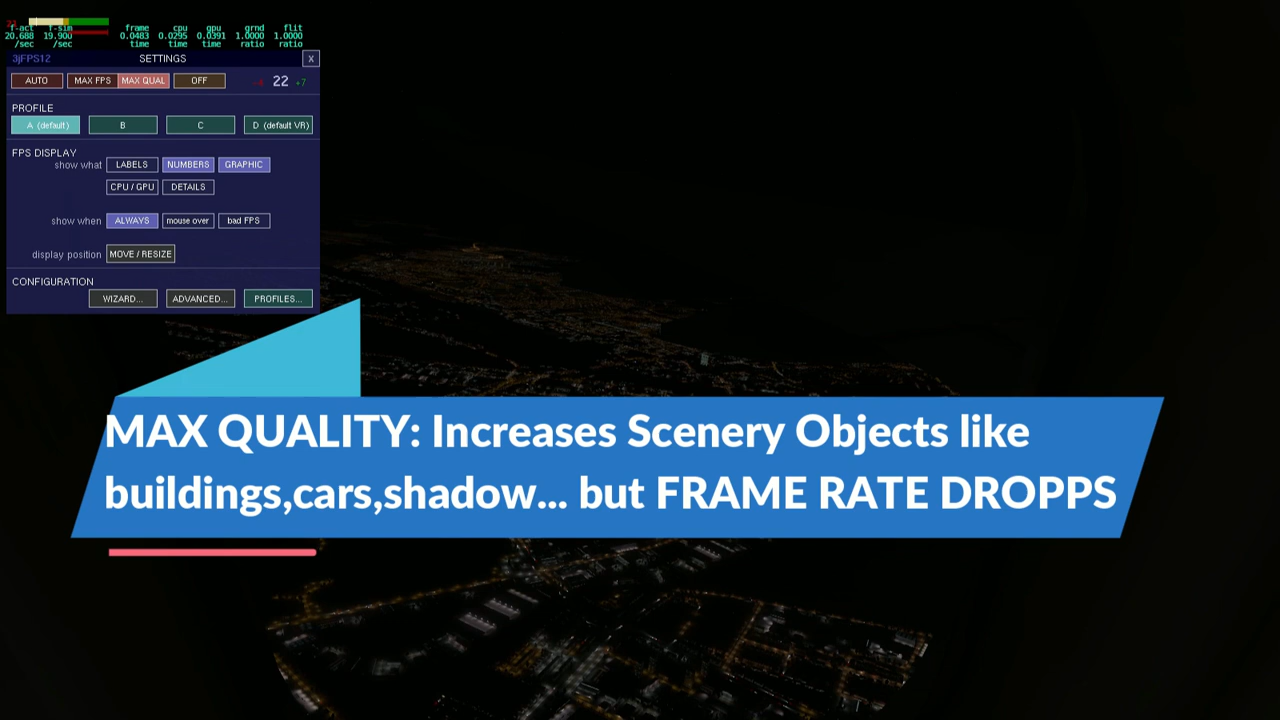 f-act f-sim frame cpu gpu grnd flit
20.688 19.900 0.0483 0.0295 0.0391 1.0000 1.0000
/sec /sec time time time ratio ratio
3jFPS12 SETTINGS X
AUTO MAX FPS MAX QUAL OFF 22 +7
PROFILE
A (default) B C D (default VR)
FPS DISPLAY
show what LABELS NUMBERS GRAPHIC
CPU / GPU DETAILS
show when ALWAYS mouse over bad FPS
display position MOVE / RESIZE
CONFIGURATION
WIZARD... ADVANCED... PROFILES...
MAX QUALITY: Increases Scenery Objects like
buildings,cars,shadow... but FRAME RATE DROPPS